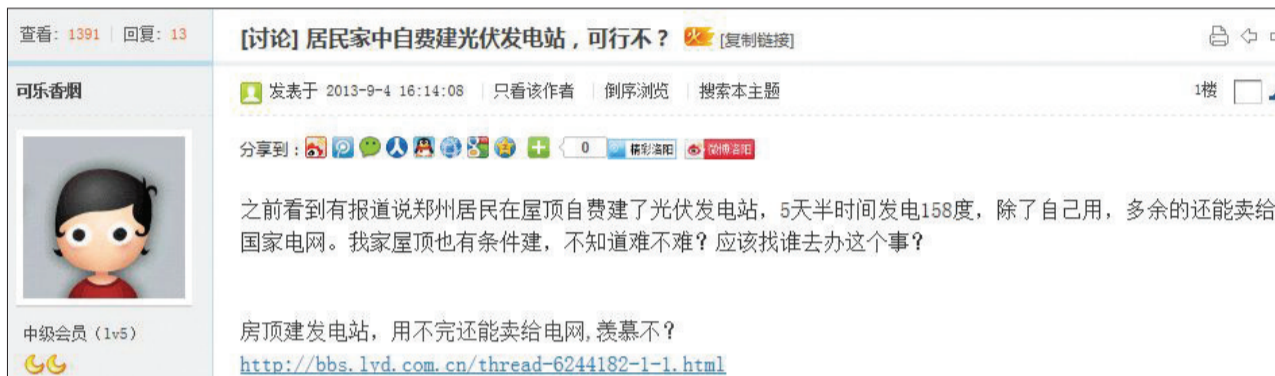 查看: 1391 回复: 13
[讨论] 居民家中自费建光伏发电站，可行不？ 火 [复制链接]
可乐香烟
发表于 2013-9-4 16:14:08 只看该作者 倒序浏览 搜索本主题 1楼
分享到： 0 精彩洛阳 微博洛阳
之前看到有报道说郑州居民在屋顶自费建了光伏发电站，5天半时间发电158度，除了自己用，多余的还能卖给
国家电网。我家屋顶也有条件建，不知道难不难？应该找谁去办这个事？
房顶建发电站，用不完还能卖给电网,羡慕不？
中级会员（lv5）
http://bbs.lyd.com.cn/thread-6244182-1-1.html